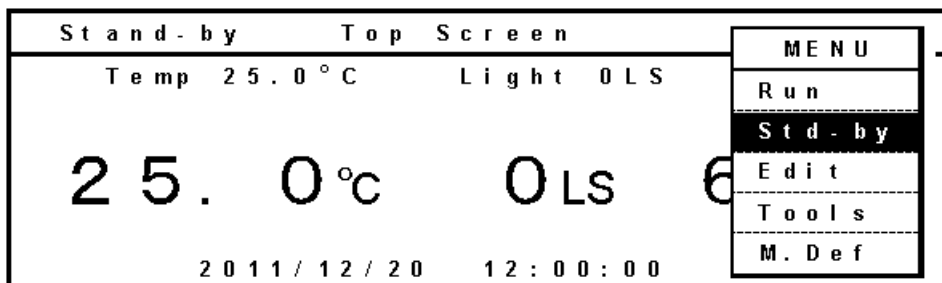 Stand-by Top Screen
Temp 25.0°C Light 0LS
25. 0℃ 0LS 6
2011/12/20 12:00:00
MENU
Run
Std-by
Edit
Tools
M.Def